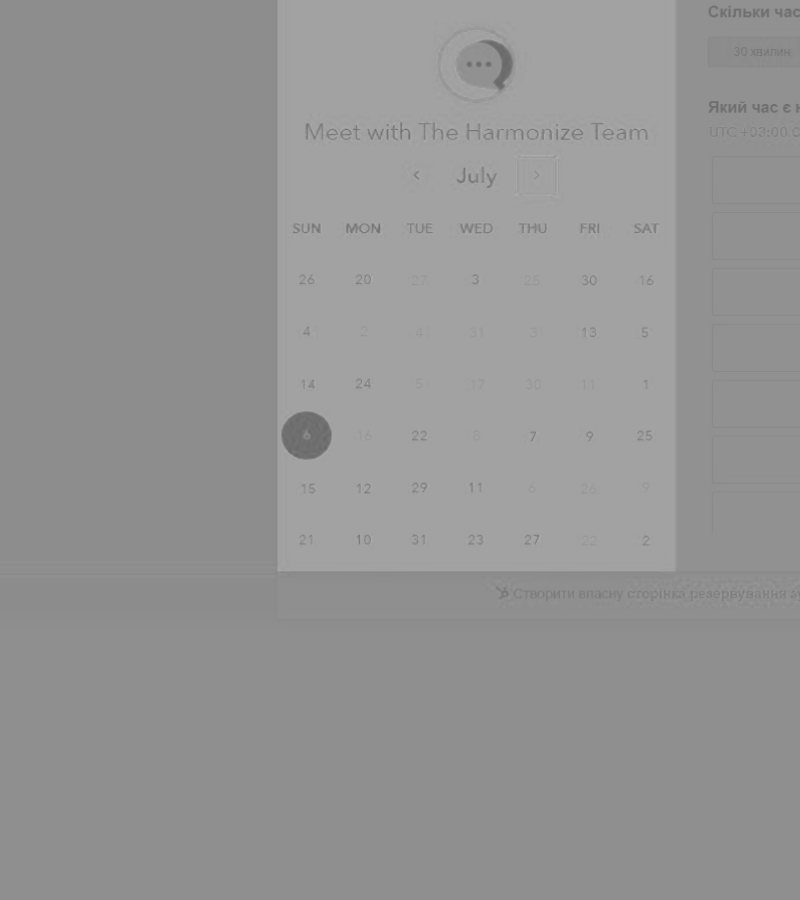 Meet with The Harmonize Team
July
SUN MON TUE WED THU FRI SAT
26 20 27 3 25 30 16
4 2 4 31 3 13 5
14 24 5 17 30 11 1
6 16 22 8 7 9 25
15 12 29 11 6 26 9
21 10 31 23 27 22 2
Скільки час
30 хвилин
Який час є н
UTC +03:00
Створити власну сторінка резервування